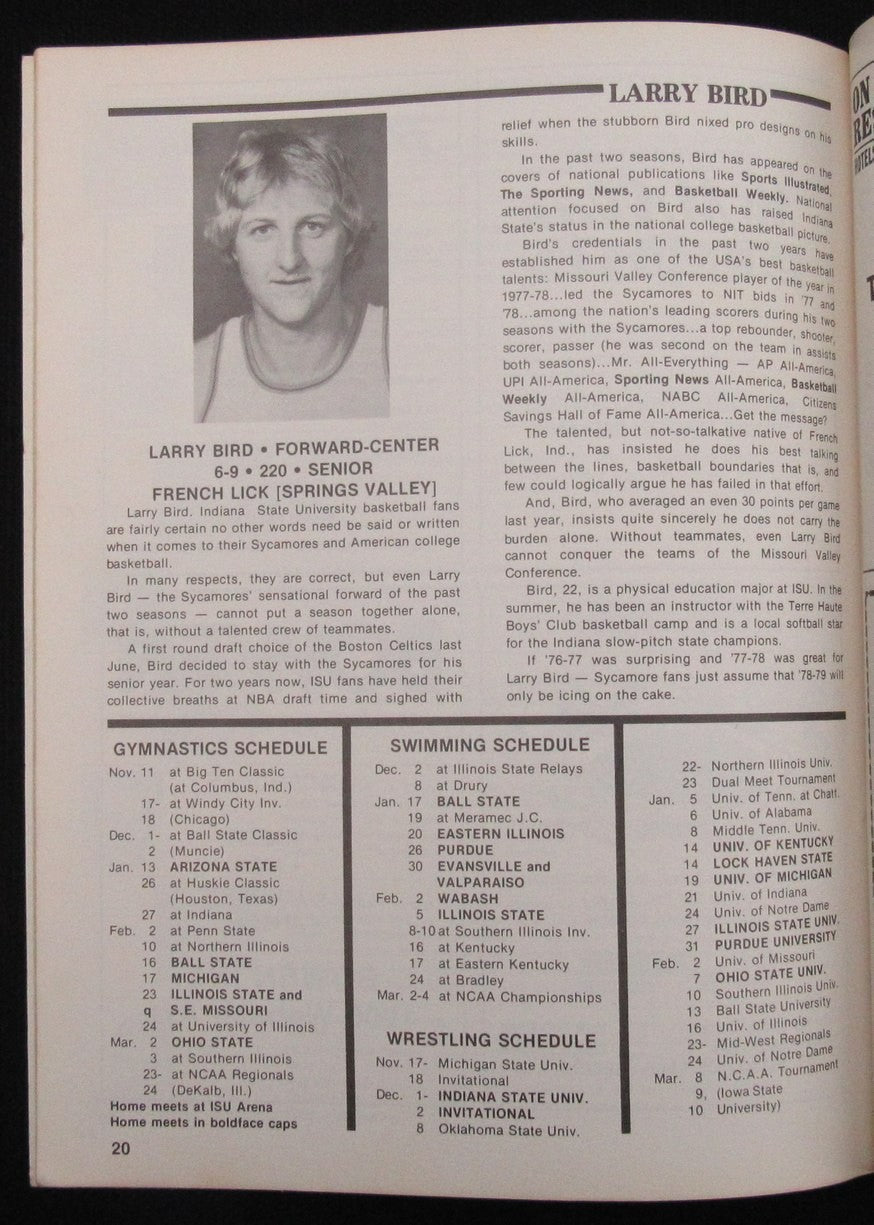 LARRY BIRD
LARRY BIRD • FORWARD-CENTER
6-9 • 220 • SENIOR
FRENCH LICK [SPRINGS VALLEY]
Larry Bird. Indiana State University basketball fans
are fairly certain no other words need be said or written
when it comes to their Sycamores and American college
basketball.
In many respects, they are correct, but even Larry
Bird — the Sycamores' sensational forward of the past
two seasons — cannot put a season together alone,
that is, without a talented crew of teammates.
A first round draft choice of the Boston Celtics last
June, Bird decided to stay with the Sycamores for his
senior year. For two years now, ISU fans have held their
collective breaths at NBA draft time and sighed with
relief when the stubborn Bird nixed pro designs on his
skills.
In the past two seasons, Bird has appeared on the
covers of national publications like Sports Illustrated,
The Sporting News, and Basketball Weekly. National
attention focused on Bird also has raised Indiana
State's status in the national college basketball picture.
Bird's credentials in the past two years have
established him as one of the USA's best basketball
talents: Missouri Valley Conference player of the year in
1977-78...led the Sycamores to NIT bids in '77 and
'78...among the nation's leading scorers during his two
seasons with the Sycamores...a top rebounder, shooter,
scorer, passer (he was second on the team in assists
both seasons)...Mr. All-Everything — AP All-America,
UPI All-America, Sporting News All-America, Basketball
Weekly All-America, NABC All-America, Citizens
Savings Hall of Fame All-America...Get the message?
The talented, but not-so-talkative native of French
Lick, Ind., has insisted he does his best talking
between the lines, basketball boundaries that is, and
few could logically argue he has failed in that effort.
And, Bird, who averaged an even 30 points per game
last year, insists quite sincerely he does not carry the
burden alone. Without teammates, even Larry Bird
cannot conquer the teams of the Missouri Valley
Conference.
Bird, 22, is a physical education major at ISU. In the
summer, he has been an instructor with the Terre Haute
Boys' Club basketball camp and is a local softball star
for the Indiana slow-pitch state champions.
If '76-77 was surprising and '77-78 was great for
Larry Bird — Sycamore fans just assume that '78-79 will
only be icing on the cake.
GYMNASTICS SCHEDULE
Nov. 11 at Big Ten Classic
(at Columbus, Ind.)
17- at Windy City Inv.
18 (Chicago)
Dec. 1- at Ball State Classic
2 (Muncie)
Jan. 13 ARIZONA STATE
26 at Huskie Classic
(Houston, Texas)
27 at Indiana
Feb. 2 at Penn State
10 at Northern Illinois
16 BALL STATE
17 MICHIGAN
23 ILLINOIS STATE and
q S.E. MISSOURI
24 at University of Illinois
Mar. 2 OHIO STATE
3 at Southern Illinois
23- at NCAA Regionals
24 (DeKalb, Ill.)
Home meets at ISU Arena
Home meets in boldface caps
SWIMMING SCHEDULE
Dec. 2 at Illinois State Relays
8 at Drury
Jan. 17 BALL STATE
19 at Meramec J.C.
20 EASTERN ILLINOIS
26 PURDUE
30 EVANSVILLE and
VALPARAISO
Feb. 2 WABASH
5 ILLINOIS STATE
8-10 at Southern Illinois Inv.
16 at Kentucky
17 at Eastern Kentucky
24 at Bradley
Mar. 2-4 at NCAA Championships
WRESTLING SCHEDULE
Nov. 17- Michigan State Univ.
18 Invitational
Dec. 1- INDIANA STATE UNIV.
2 INVITATIONAL
8 Oklahoma State Univ.
22- Northern Illinois Univ.
23 Dual Meet Tournament
Jan. 5 Univ. of Tenn. at Chatt.
6 Univ. of Alabama
8 Middle Tenn. Univ.
14 UNIV. OF KENTUCKY
14 LOCK HAVEN STATE
19 UNIV. OF MICHIGAN
21 Univ. of Indiana
24 Univ. of Notre Dame
27 ILLINOIS STATE UNIV.
31 PURDUE UNIVERSITY
Feb. 2 Univ. of Missouri
7 OHIO STATE UNIV.
10 Southern Illinois Univ.
13 Ball State University
16 Univ. of Illinois
23- Mid-West Regionals
24 Univ. of Notre Dame
Mar. 8 N.C.A.A. Tournament
9, (Iowa State
10 University)
20
ON